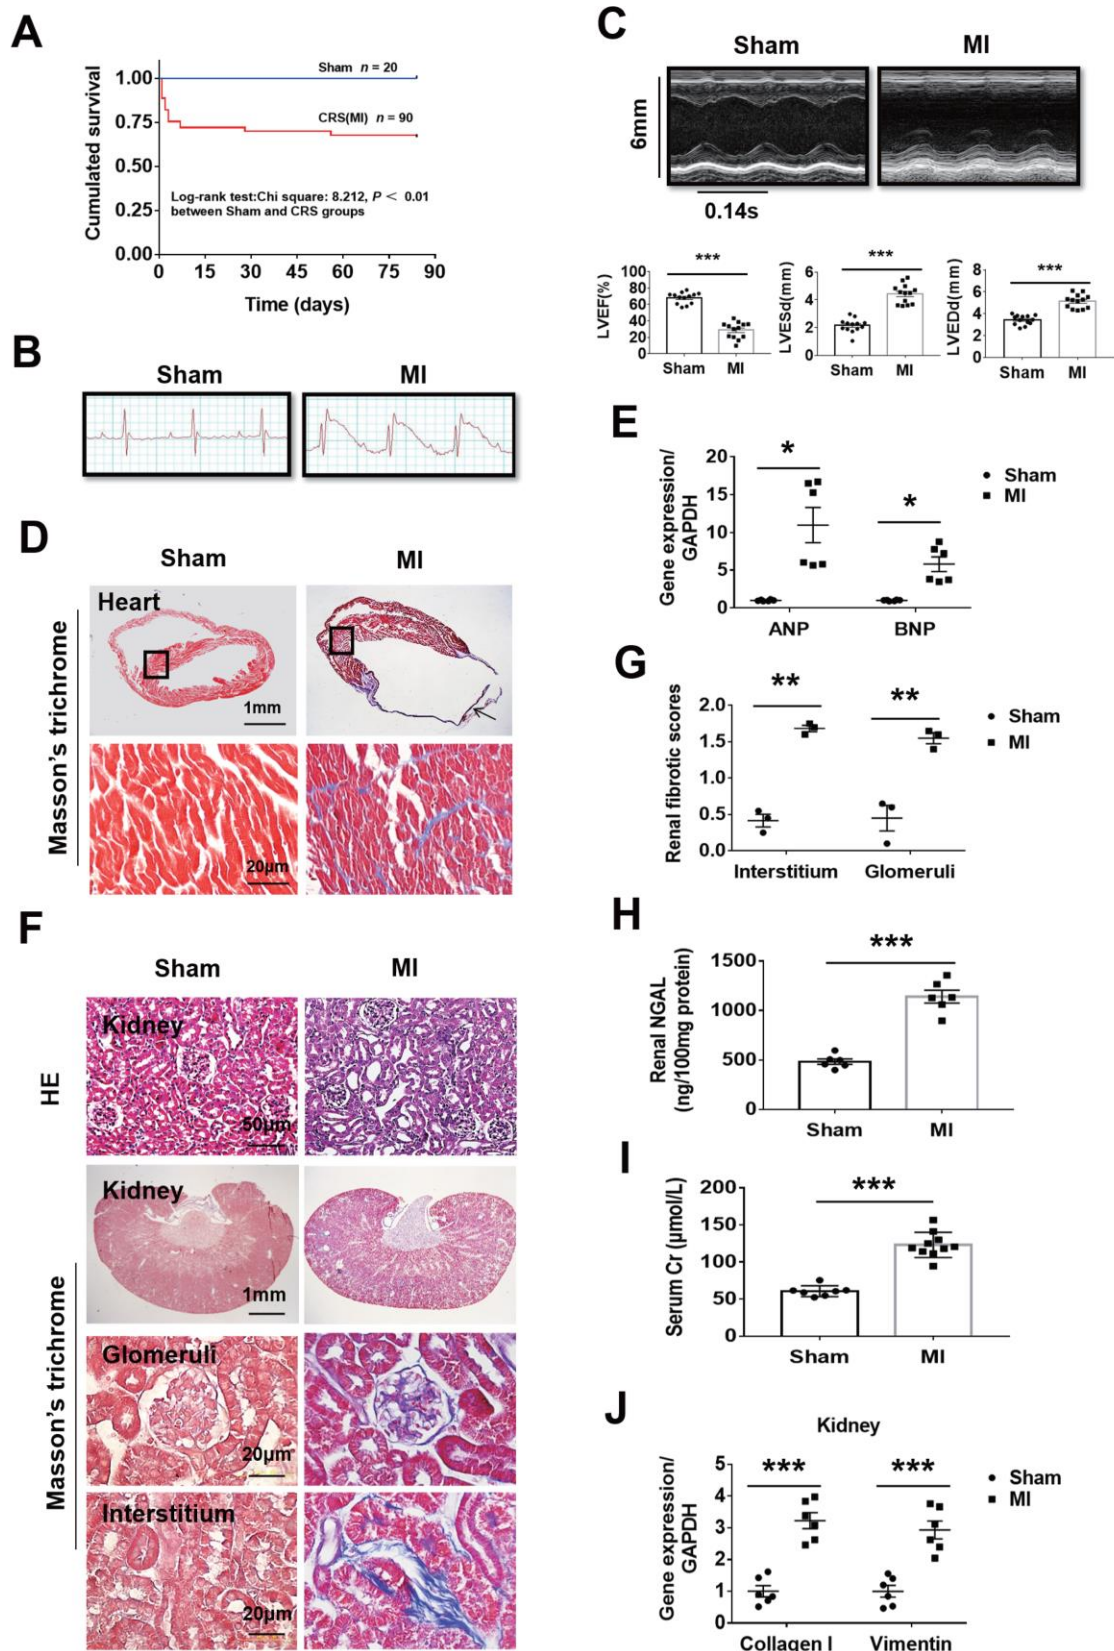 A
Cumulated survival
1.00
0.75
0.50
0.25
0.00
Sham n = 20
CRS(MI) n = 90
Log-rank test:Chi square: 8.212, P < 0.01
between Sham and CRS groups
0 15 30 45 60 75 90
Time (days)
B
Sham MI
C
Sham MI
6mm
0.14s
LVEF(%)
100
80
60
40
20
0
***
Sham MI
LVESd(mm)
6
4
2
0
***
Sham MI
LVEDd(mm)
8
6
4
2
0
***
Sham MI
D
Sham MI
Masson's trichrome
Heart
1mm
20µm
E
Gene expression/
GAPDH
20
15
10
5
0
* *
ANP BNP
Sham
MI
F
Sham MI
HE
Kidney
50µm
Masson's trichrome
Kidney
1mm
Glomeruli
20µm
Interstitium
20µm
G
Renal fibrotic scores
2.0
1.5
1.0
0.5
0.0
** **
Interstitium Glomeruli
Sham
MI
H
Renal NGAL
(ng/100mg protein)
1500
1000
500
0
***
Sham MI
I
Serum Cr (µmol/L)
200
150
100
50
0
***
Sham MI
J
Kidney
Gene expression/
GAPDH
5
4
3
2
1
0
*** ***
Collagen I Vimentin
Sham
MI